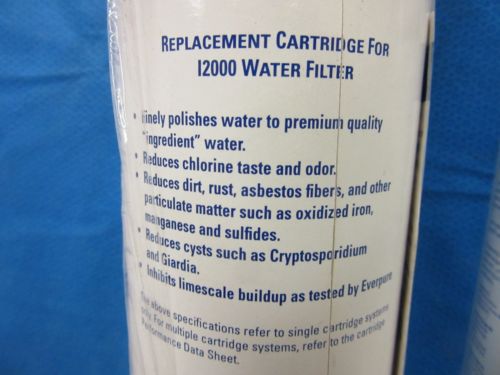 REPLACEMENT CARTRIDGE FOR
I2000 WATER FILTER
• Finely polishes water to premium quality
"ingredient" water.
• Reduces chlorine taste and odor.
• Reduces dirt, rust, asbestos fibers, and other
particulate matter such as oxidized iron,
manganese and sulfides.
• Reduces cysts such as Cryptosporidium
and Giardia.
• Inhibits limescale buildup as tested by Everpure
The above specifications refer to single cartridge systems
only. For multiple cartridge systems, refer to the cartridge
Performance Data Sheet.